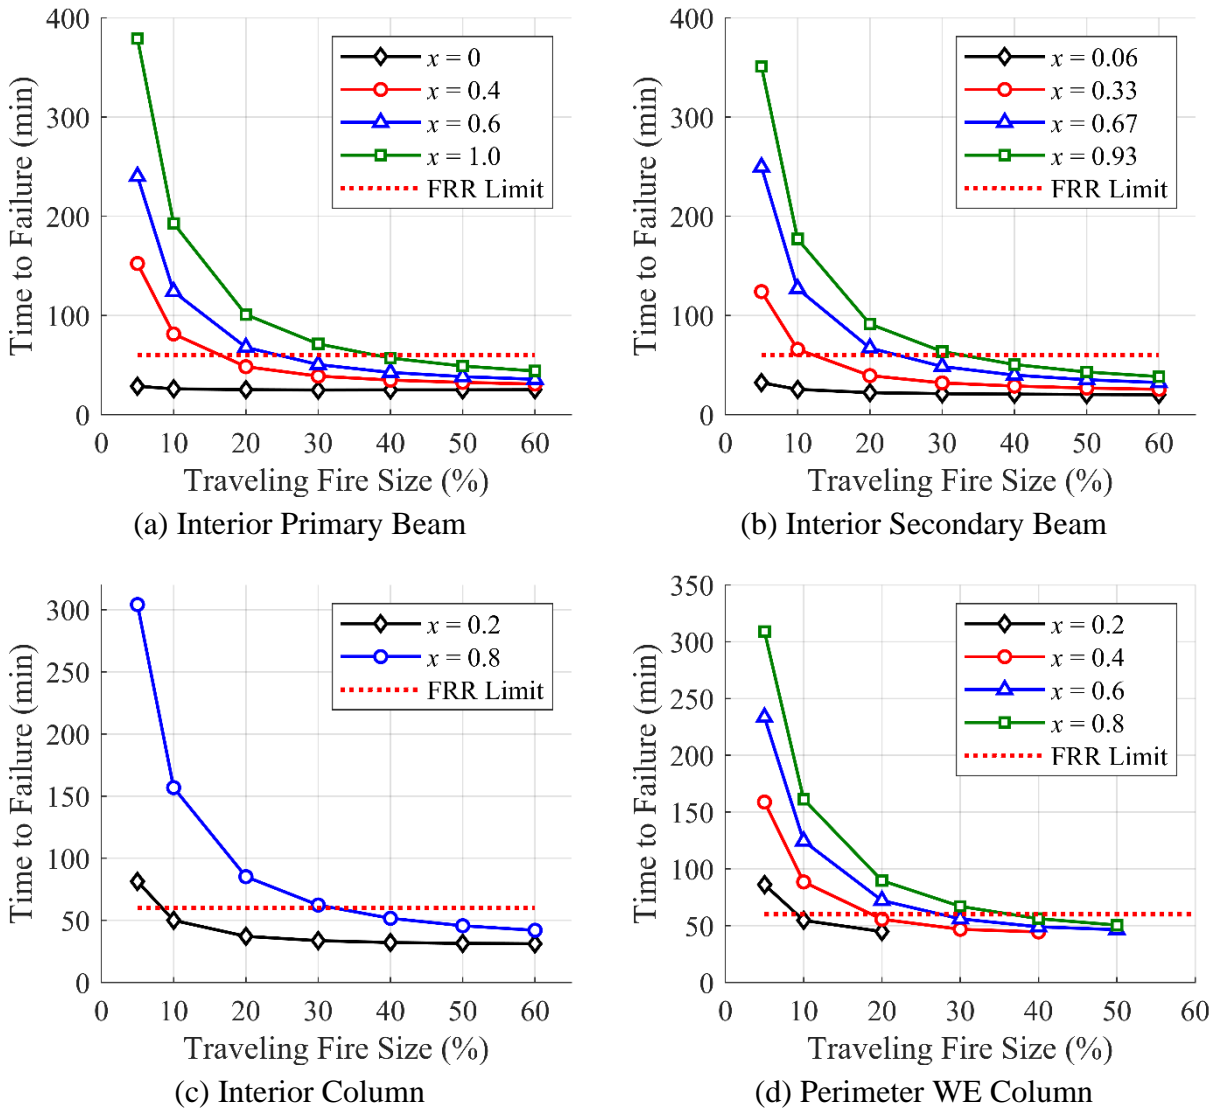 400
300
200
100
0
Time to Failure (min)
x = 0
x = 0.4
x = 0.6
x = 1.0
FRR Limit
0 10 20 30 40 50 60
Traveling Fire Size (%)
(a) Interior Primary Beam
400
300
200
100
0
Time to Failure (min)
x = 0.06
x = 0.33
x = 0.67
x = 0.93
FRR Limit
0 10 20 30 40 50 60
Traveling Fire Size (%)
(b) Interior Secondary Beam
300
250
200
150
100
50
0
Time to Failure (min)
x = 0.2
x = 0.8
FRR Limit
0 10 20 30 40 50 60
Traveling Fire Size (%)
(c) Interior Column
350
300
250
200
150
100
50
0
Time to Failure (min)
x = 0.2
x = 0.4
x = 0.6
x = 0.8
FRR Limit
0 10 20 30 40 50 60
Traveling Fire Size (%)
(d) Perimeter WE Column